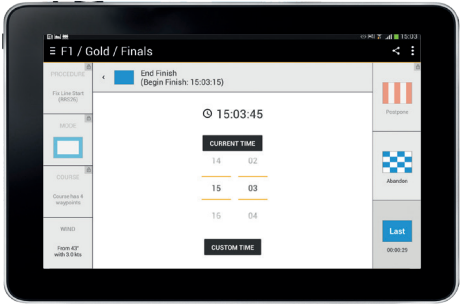 15:03
F1 / Gold / Finals
PROCEDURE
Fix Line Start
(RRS26)
MODE
COURSE
Course has 4
waypoints
WIND
From 43°
with 3.0 kts
End Finish
(Begin Finish: 15:03:15)
15:03:45
CURRENT TIME
14 02
15 03
15 04
CUSTOM TIME
Postpone
Abandon
Last
00:00:29